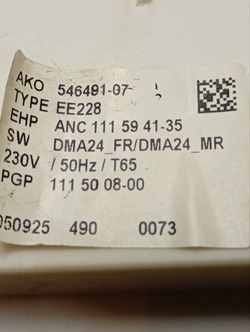 AKO 546491-07
TYPE EE228
EHP ANC 111 59 41-35
SW DMA24_FR/DMA24_MR
230V / 50Hz / T65
PGP 111 50 08-00
050925 490 0073